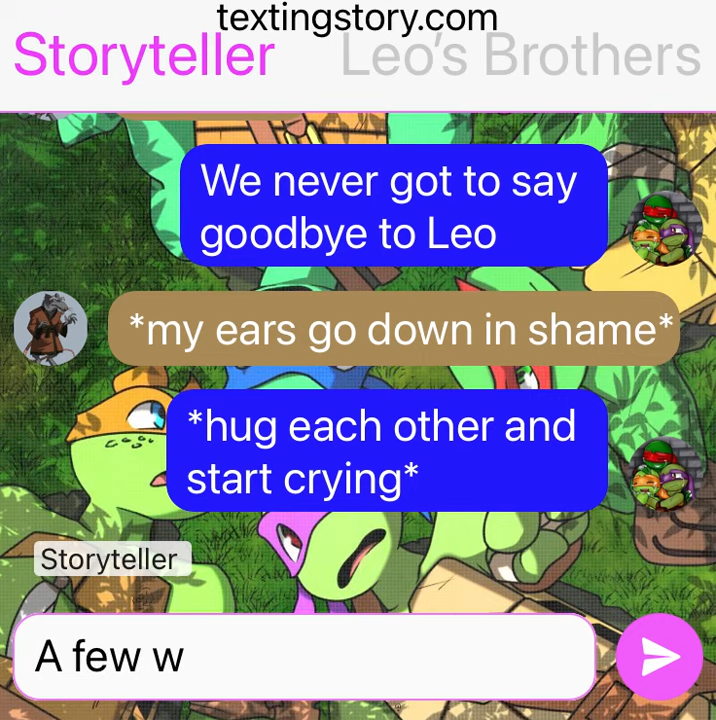 textingstory.com
Storyteller Leo's Brothers
We never got to say
goodbye to Leo
*my ears go down in shame*
*hug each other and
start crying*
Storyteller
A few w